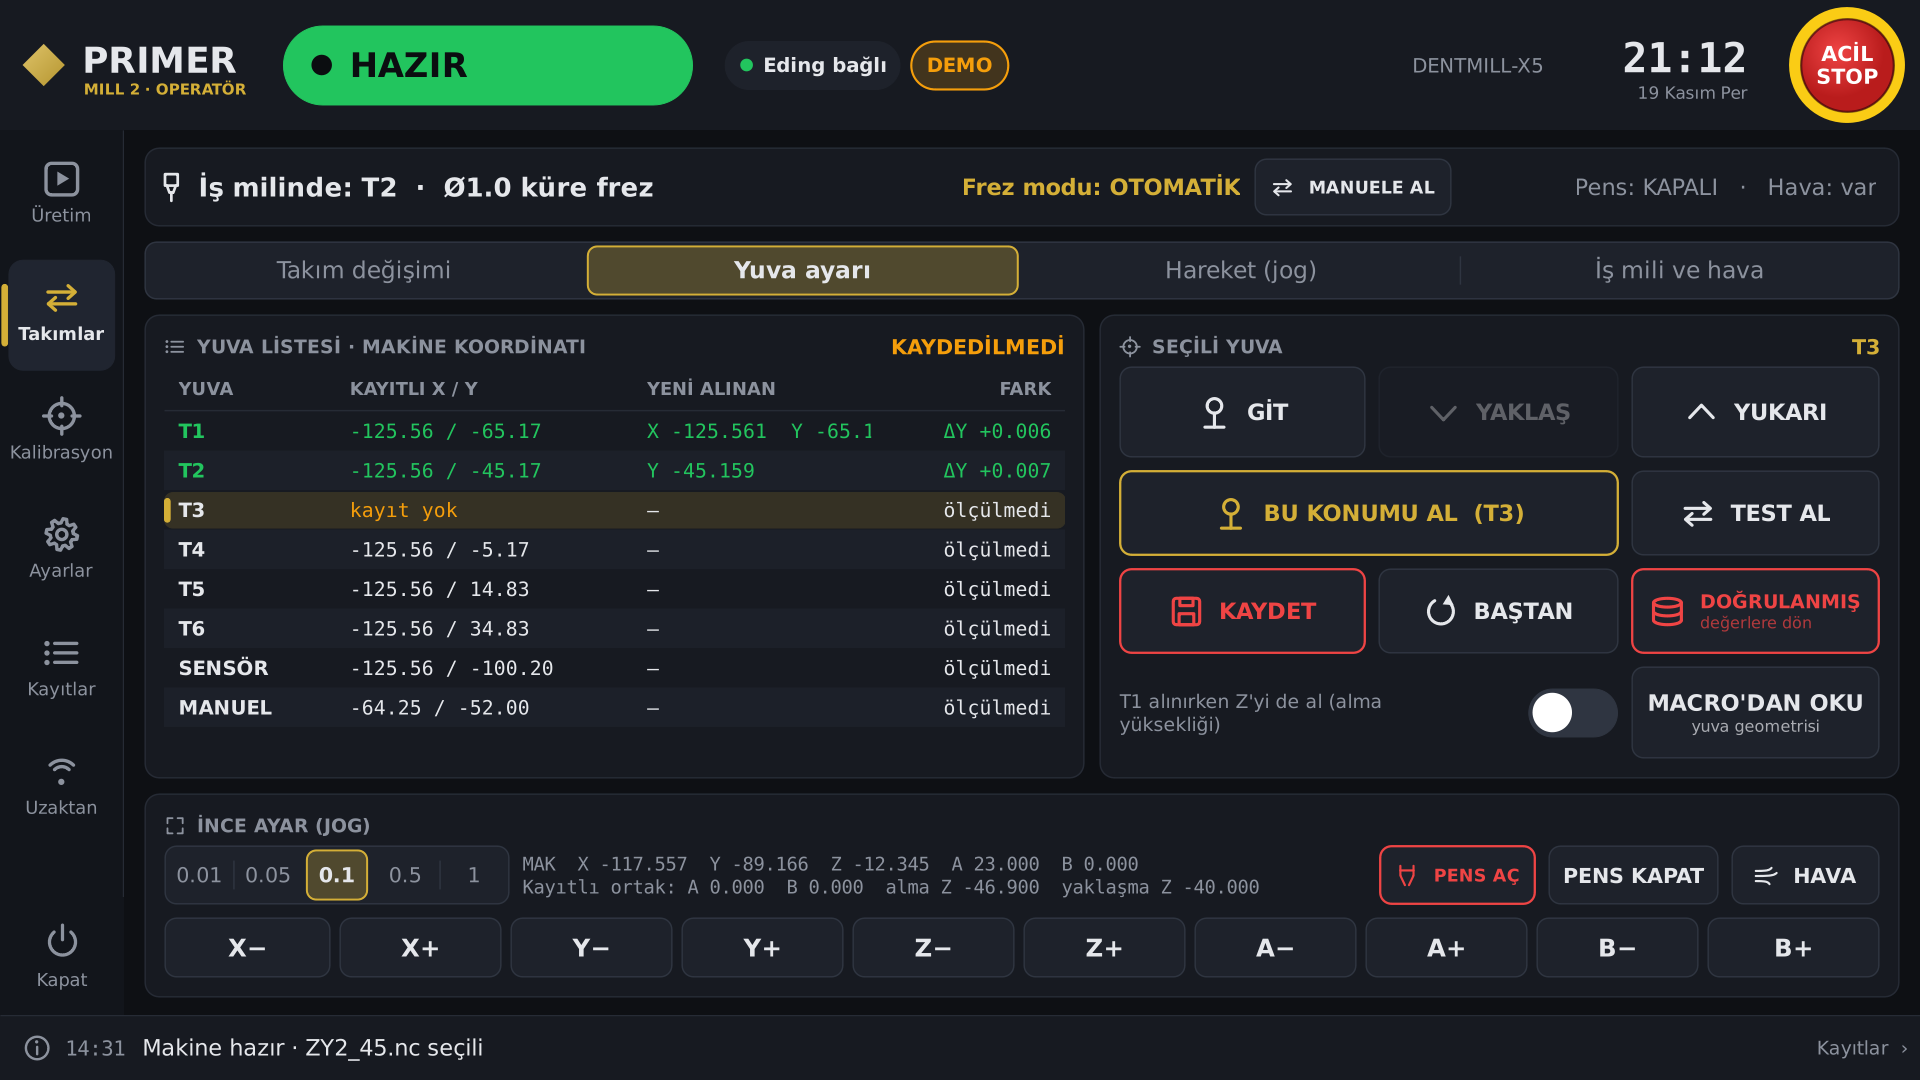 PRIMER
MILL 2 · OPERATÖR
HAZIR
Eding bağlı
DEMO
DENTMILL-X5
21:12
19 Kasım Per
ACİL
STOP
Üretim
Takımlar
Kalibrasyon
Ayarlar
Kayıtlar
Uzaktan
Kapat
İş milinde: T2 · Ø1.0 küre frez
Frez modu: OTOMATİK
MANUELE AL
Pens: KAPALI · Hava: var
Takım değişimi
Yuva ayarı
Hareket (jog)
İş mili ve hava
YUVA LİSTESİ · MAKİNE KOORDİNATI
KAYDEDİLMEDİ
YUVA KAYITLI X / Y YENİ ALINAN FARK
T1 -125.56 / -65.17 X -125.561 Y -65.1 ΔY +0.006
T2 -125.56 / -45.17 Y -45.159 ΔY +0.007
T3 kayıt yok — ölçülmedi
T4 -125.56 / -5.17 — ölçülmedi
T5 -125.56 / 14.83 — ölçülmedi
T6 -125.56 / 34.83 — ölçülmedi
SENSÖR -125.56 / -100.20 — ölçülmedi
MANUEL -64.25 / -52.00 — ölçülmedi
SEÇİLİ YUVA
T3
GİT
YAKLAŞ
YUKARI
BU KONUMU AL (T3)
TEST AL
KAYDET
BAŞTAN
DOĞRULANMIŞ
değerlere dön
T1 alınırken Z'yi de al (alma
yüksekliği)
MACRO'DAN OKU
yuva geometrisi
İNCE AYAR (JOG)
0.01 0.05 0.1 0.5 1
MAK X -117.557 Y -89.166 Z -12.345 A 23.000 B 0.000
Kayıtlı ortak: A 0.000 B 0.000 alma Z -46.900 yaklaşma Z -40.000
PENS AÇ
PENS KAPAT
HAVA
X− X+ Y− Y+ Z− Z+ A− A+ B− B+
14:31 Makine hazır · ZY2_45.nc seçili
Kayıtlar ›